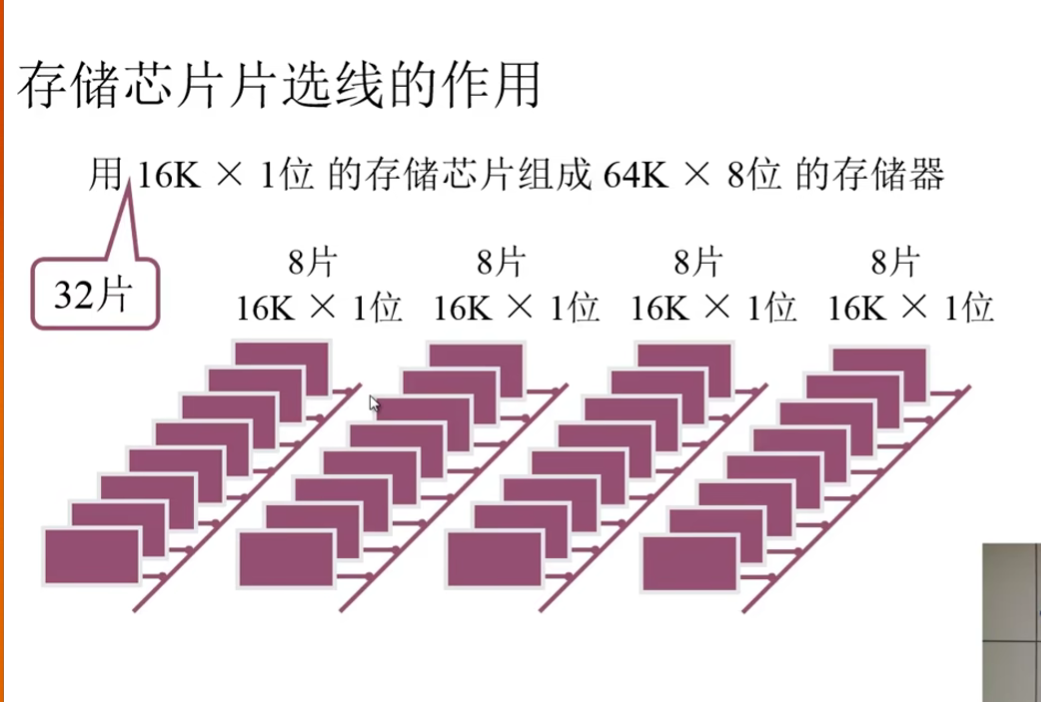 存储芯片片选线的作用
用 16K × 1位 的存储芯片组成 64K × 8位 的存储器
32片
8片 8片 8片 8片
16K × 1位 16K × 1位 16K × 1位 16K × 1位